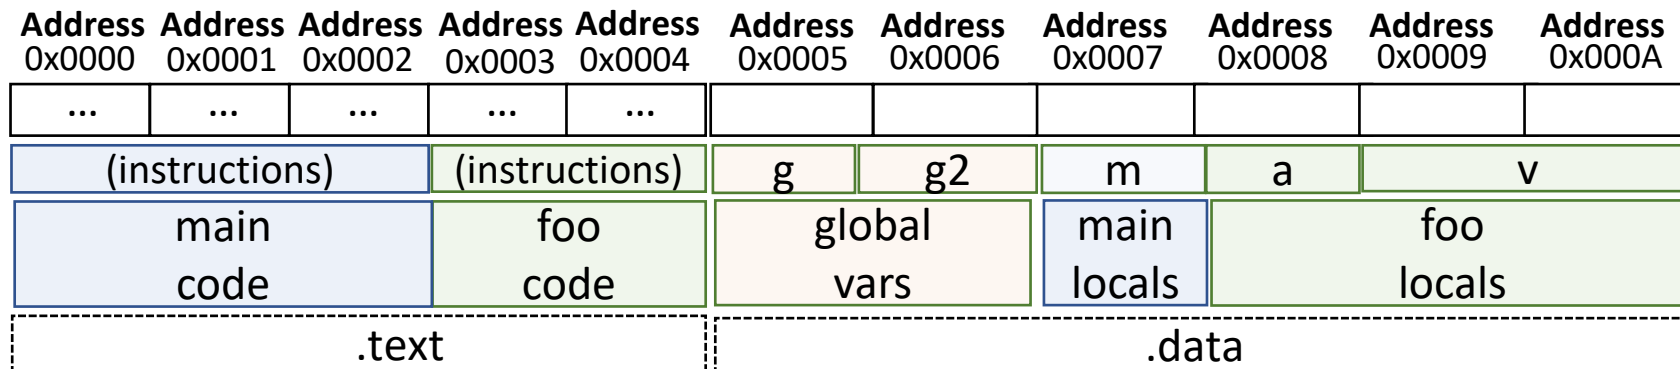 Address Address Address Address Address Address Address Address Address Address Address
0x0000 0x0001 0x0002 0x0003 0x0004 0x0005 0x0006 0x0007 0x0008 0x0009 0x000A
... ... ... ... ...
(instructions) (instructions) g g2 m a v
main foo global main foo
code code vars locals locals
.text .data